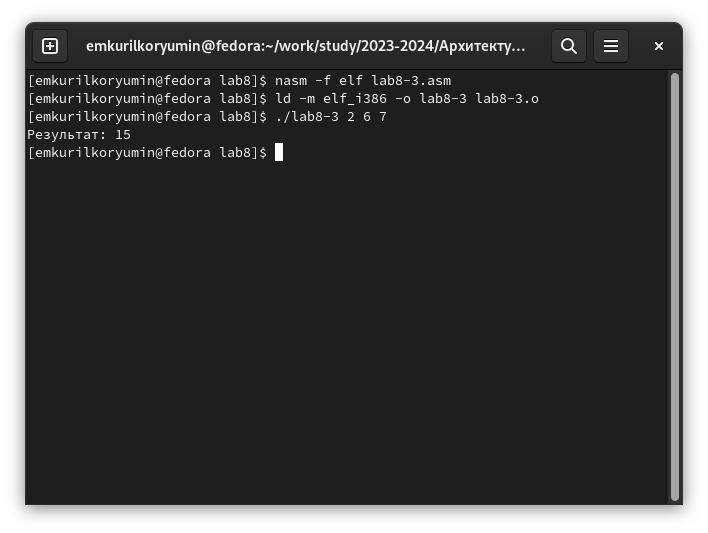 emkurilkoryumin@fedora:~/work/study/2023-2024/Архитекту...
[emkurilkoryumin@fedora lab8]$ nasm -f elf lab8-3.asm
[emkurilkoryumin@fedora lab8]$ ld -m elf_i386 -o lab8-3 lab8-3.o
[emkurilkoryumin@fedora lab8]$ ./lab8-3 2 6 7
Результат: 15
[emkurilkoryumin@fedora lab8]$